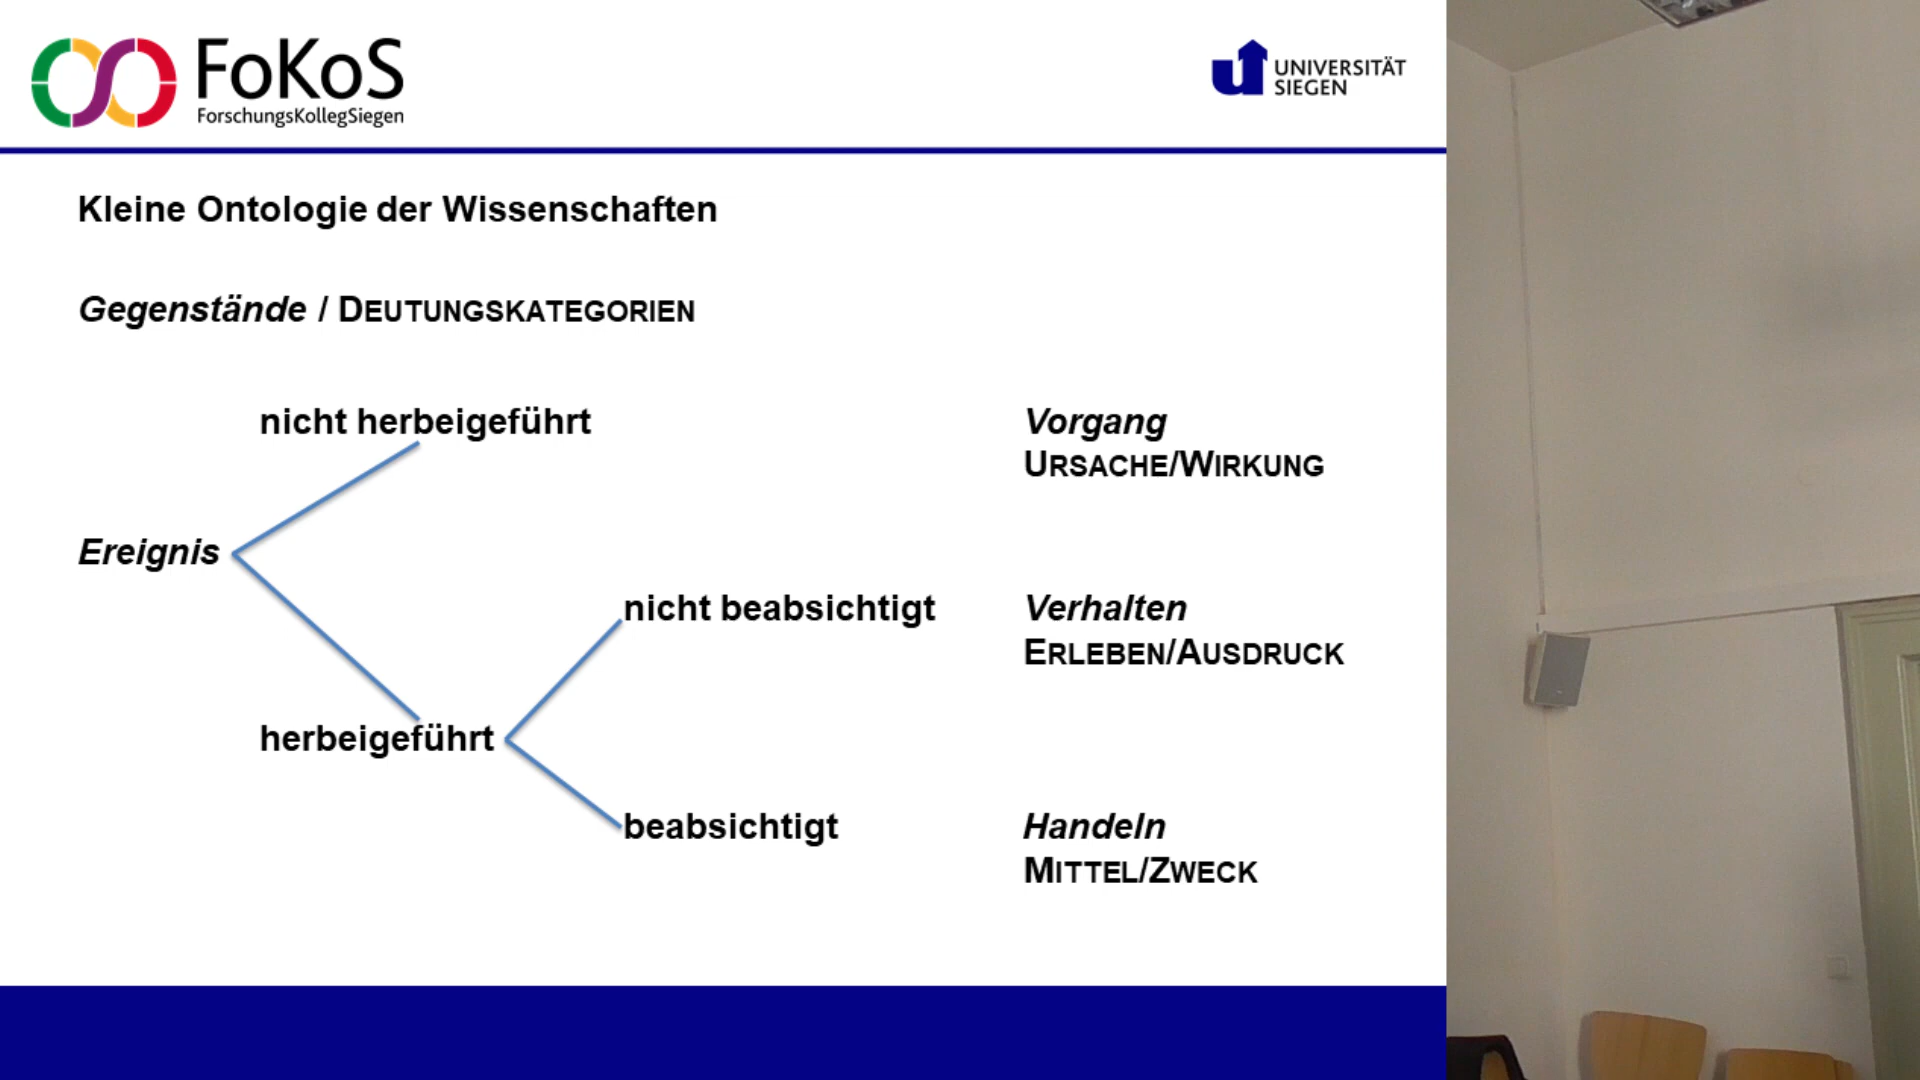 FoKoS
ForschungsKollegSiegen
UNIVERSITÄT
SIEGEN
Kleine Ontologie der Wissenschaften
Gegenstände / DEUTUNGSKATEGORIEN
nicht herbeigeführt
Vorgang
URSACHE/WIRKUNG
Ereignis
nicht beabsichtigt
Verhalten
ERLEBEN/AUSDRUCK
herbeigeführt
beabsichtigt
Handeln
MITTEL/ZWECK